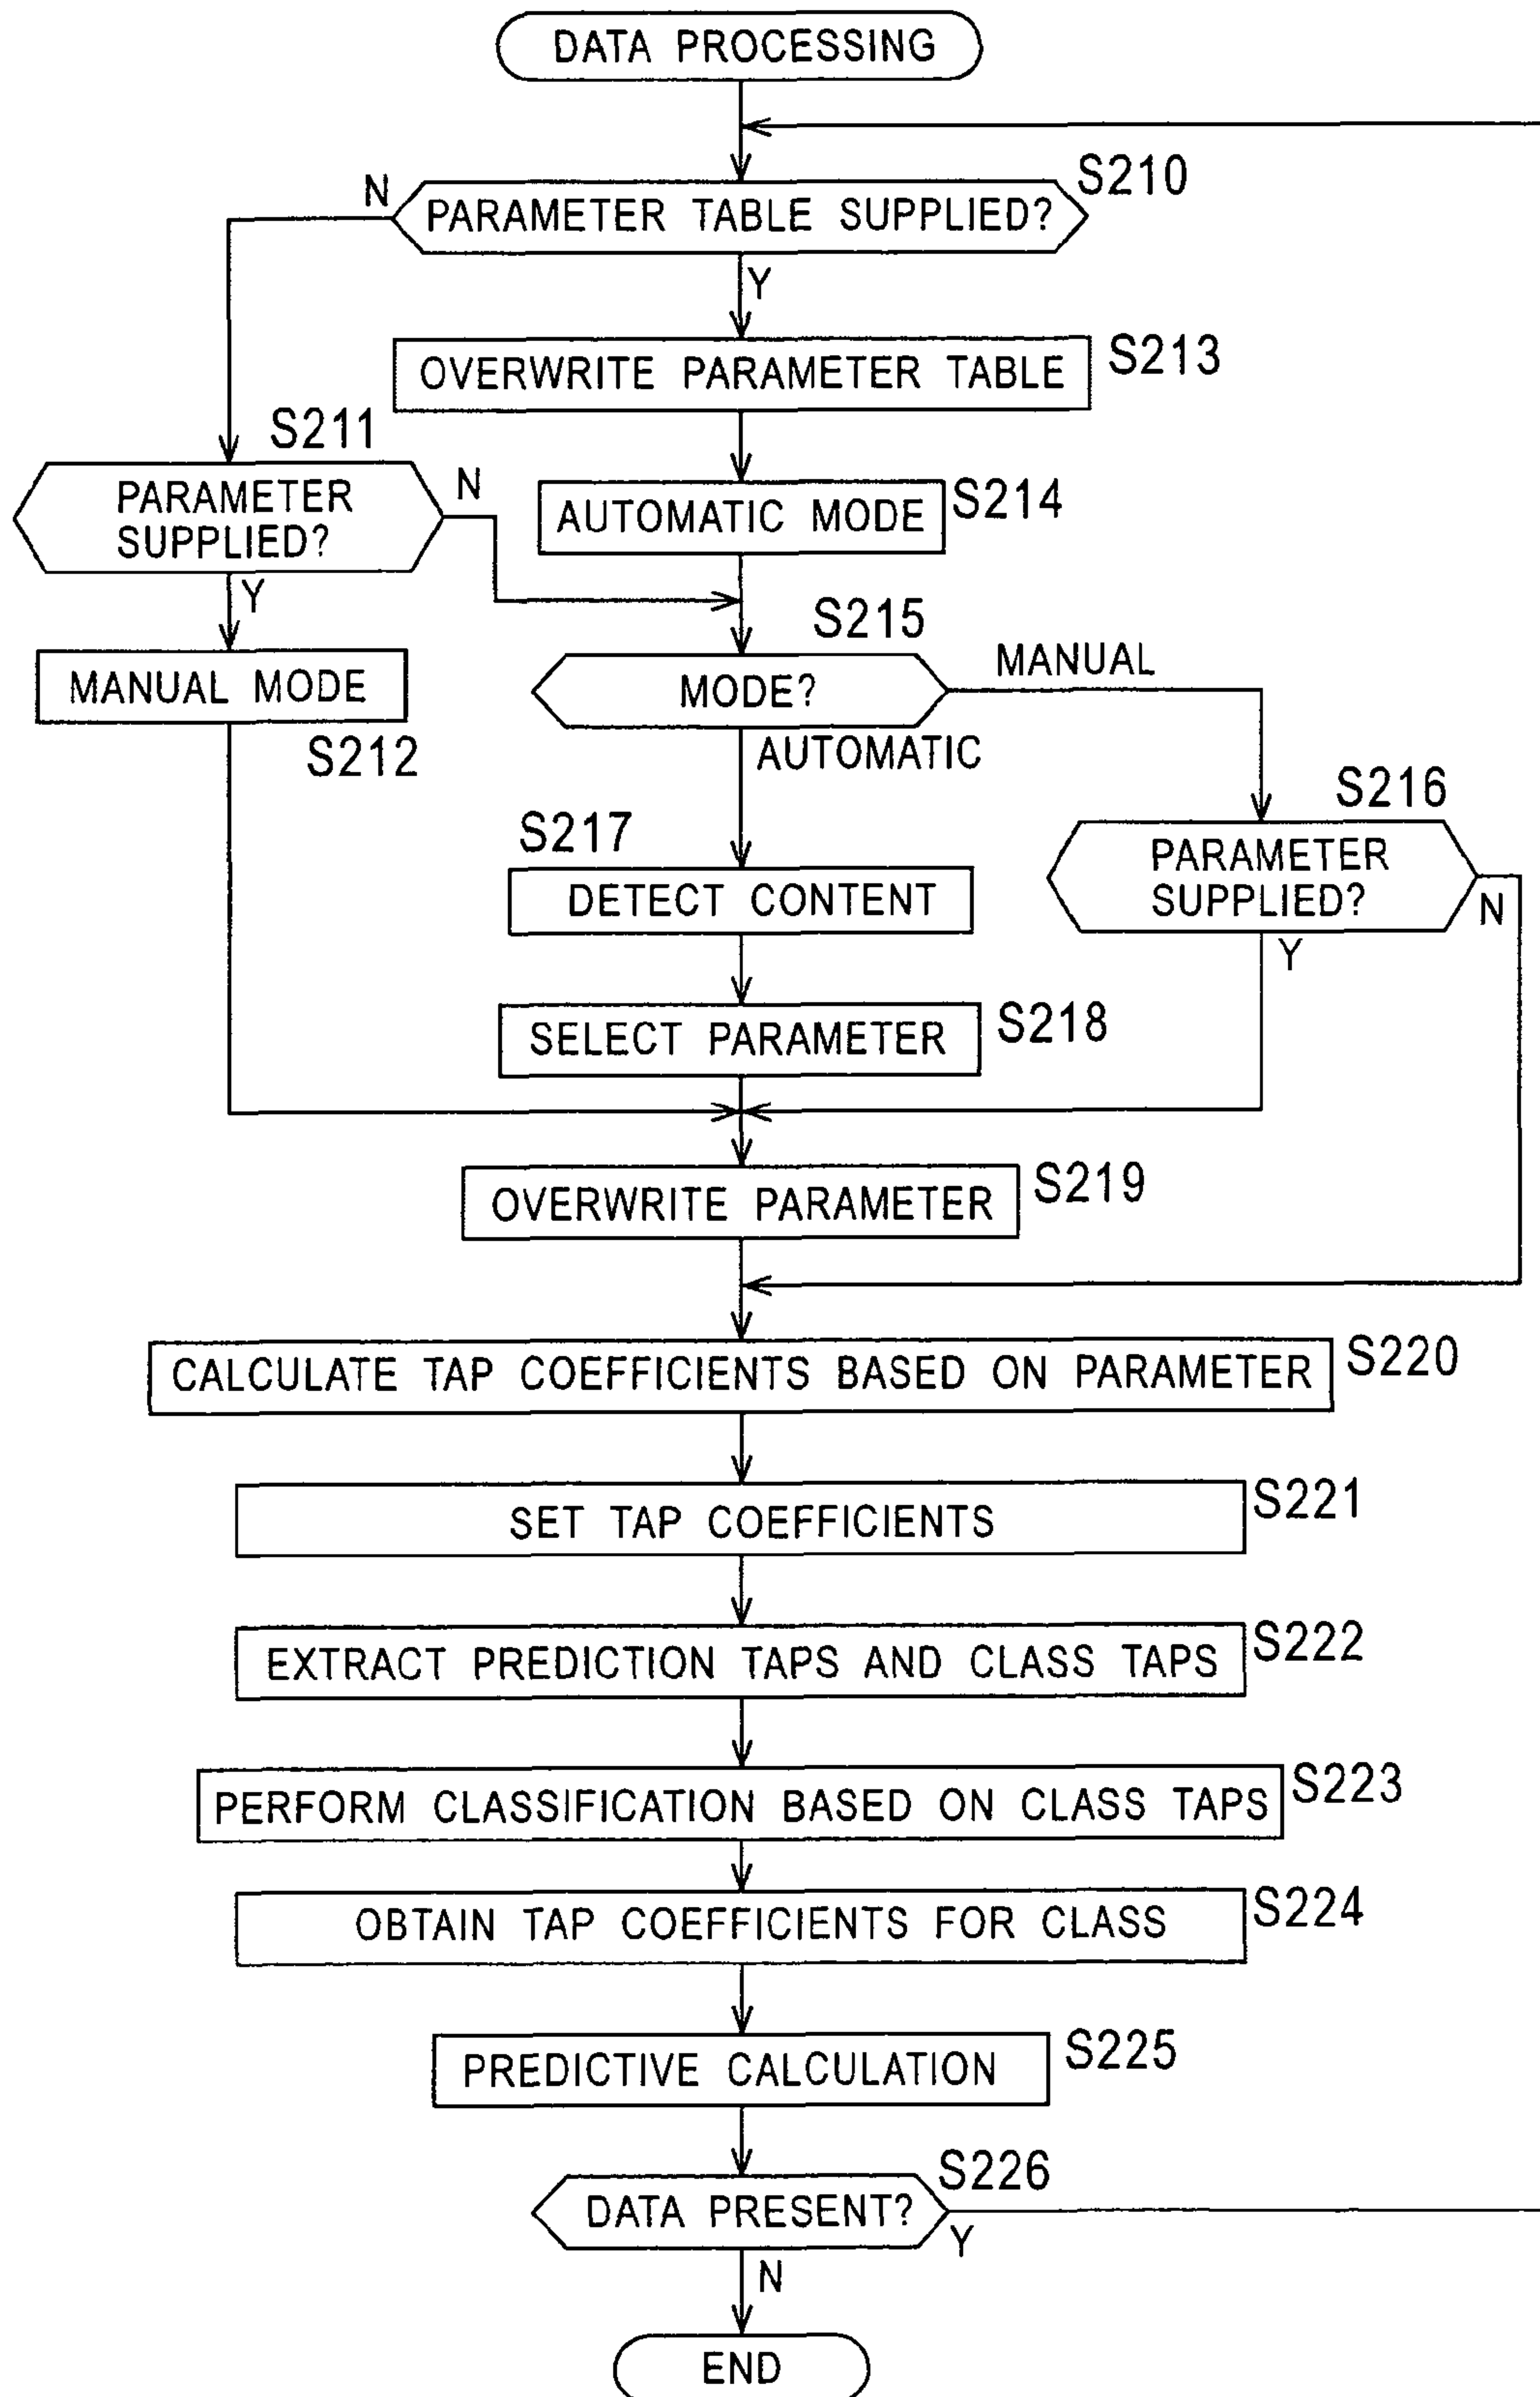 DATA PROCESSING
S210
N
PARAMETER TABLE SUPPLIED?
Y
OVERWRITE PARAMETER TABLE
S213
S211
PARAMETER
SUPPLIED?
N
AUTOMATIC MODE
S214
Y
S215
MANUAL MODE
S212
MODE?
MANUAL
AUTOMATIC
S216
PARAMETER
SUPPLIED?
N
Y
S217
DETECT CONTENT
SELECT PARAMETER
S218
OVERWRITE PARAMETER
S219
CALCULATE TAP COEFFICIENTS BASED ON PARAMETER
S220
SET TAP COEFFICIENTS
S221
EXTRACT PREDICTION TAPS AND CLASS TAPS
S222
PERFORM CLASSIFICATION BASED ON CLASS TAPS
S223
OBTAIN TAP COEFFICIENTS FOR CLASS
S224
PREDICTIVE CALCULATION
S225
S226
DATA PRESENT?
Y
N
END